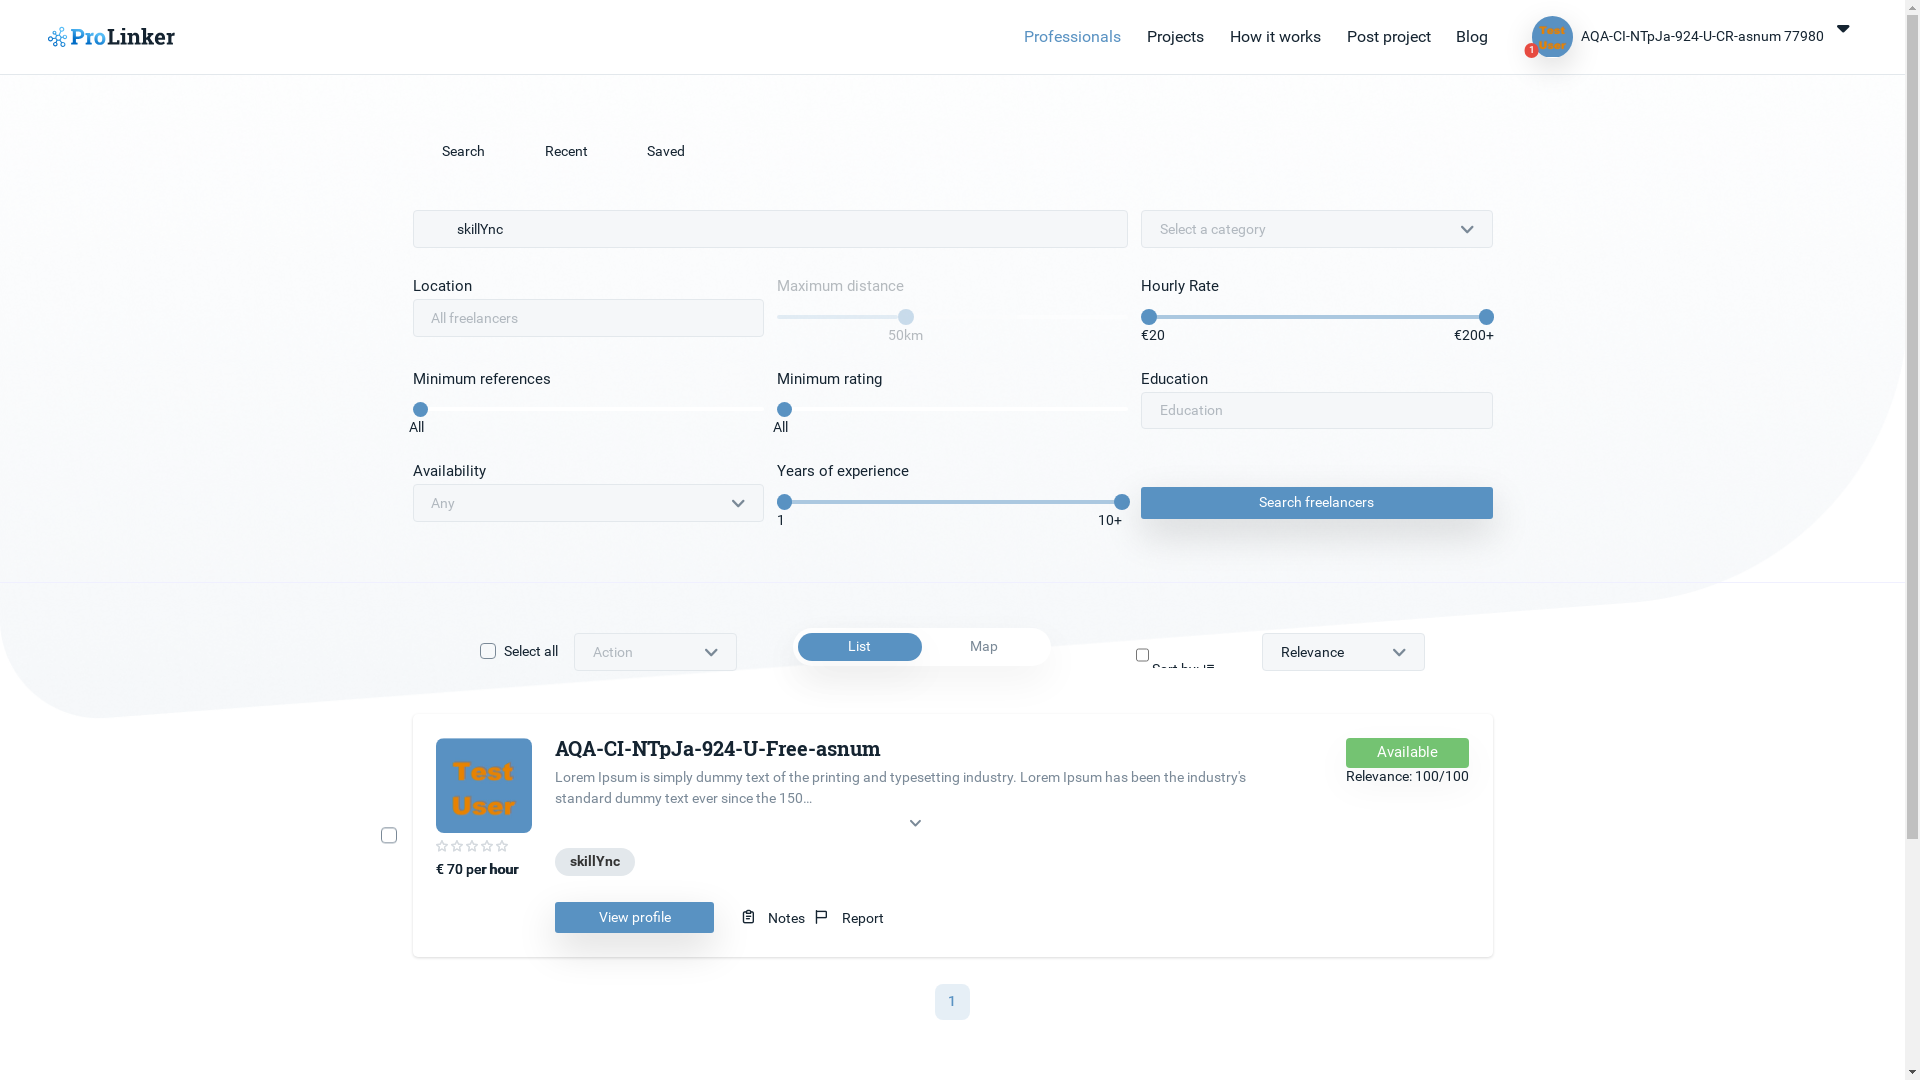 ProLinker
Professionals Projects How it works Post project Blog
Test User
1
AQA-CI-NTpJa-924-U-CR-asnum 77980
Search Recent Saved
skillYnc
Select a category
Location
All freelancers
Maximum distance
50km
Hourly Rate
€20 €200+
Minimum references
All
Minimum rating
All
Education
Education
Availability
Any
Years of experience
1 10+
Search freelancers
Select all
Action
List Map
Sort by:
Relevance
Test
User
AQA-CI-NTpJa-924-U-Free-asnum
Available
Lorem Ipsum is simply dummy text of the printing and typesetting industry. Lorem Ipsum has been the industry's
standard dummy text ever since the 150...
Relevance: 100/100
€ 70 per hour
skillYnc
View profile Notes Report
1